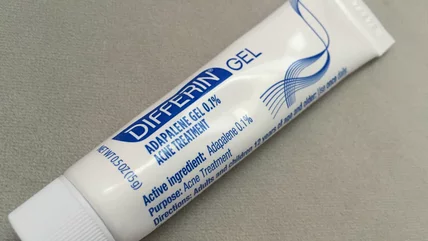 DIFFERIN® GEL
ADAPALENE GEL 0.1%
ACNE TREATMENT
NET WT 0.5 OZ (15 g)
Active ingredient: Adapalene 0.1%
Purpose: Acne Treatment
Directions: Adults and children 12 years of age and older: Use once daily